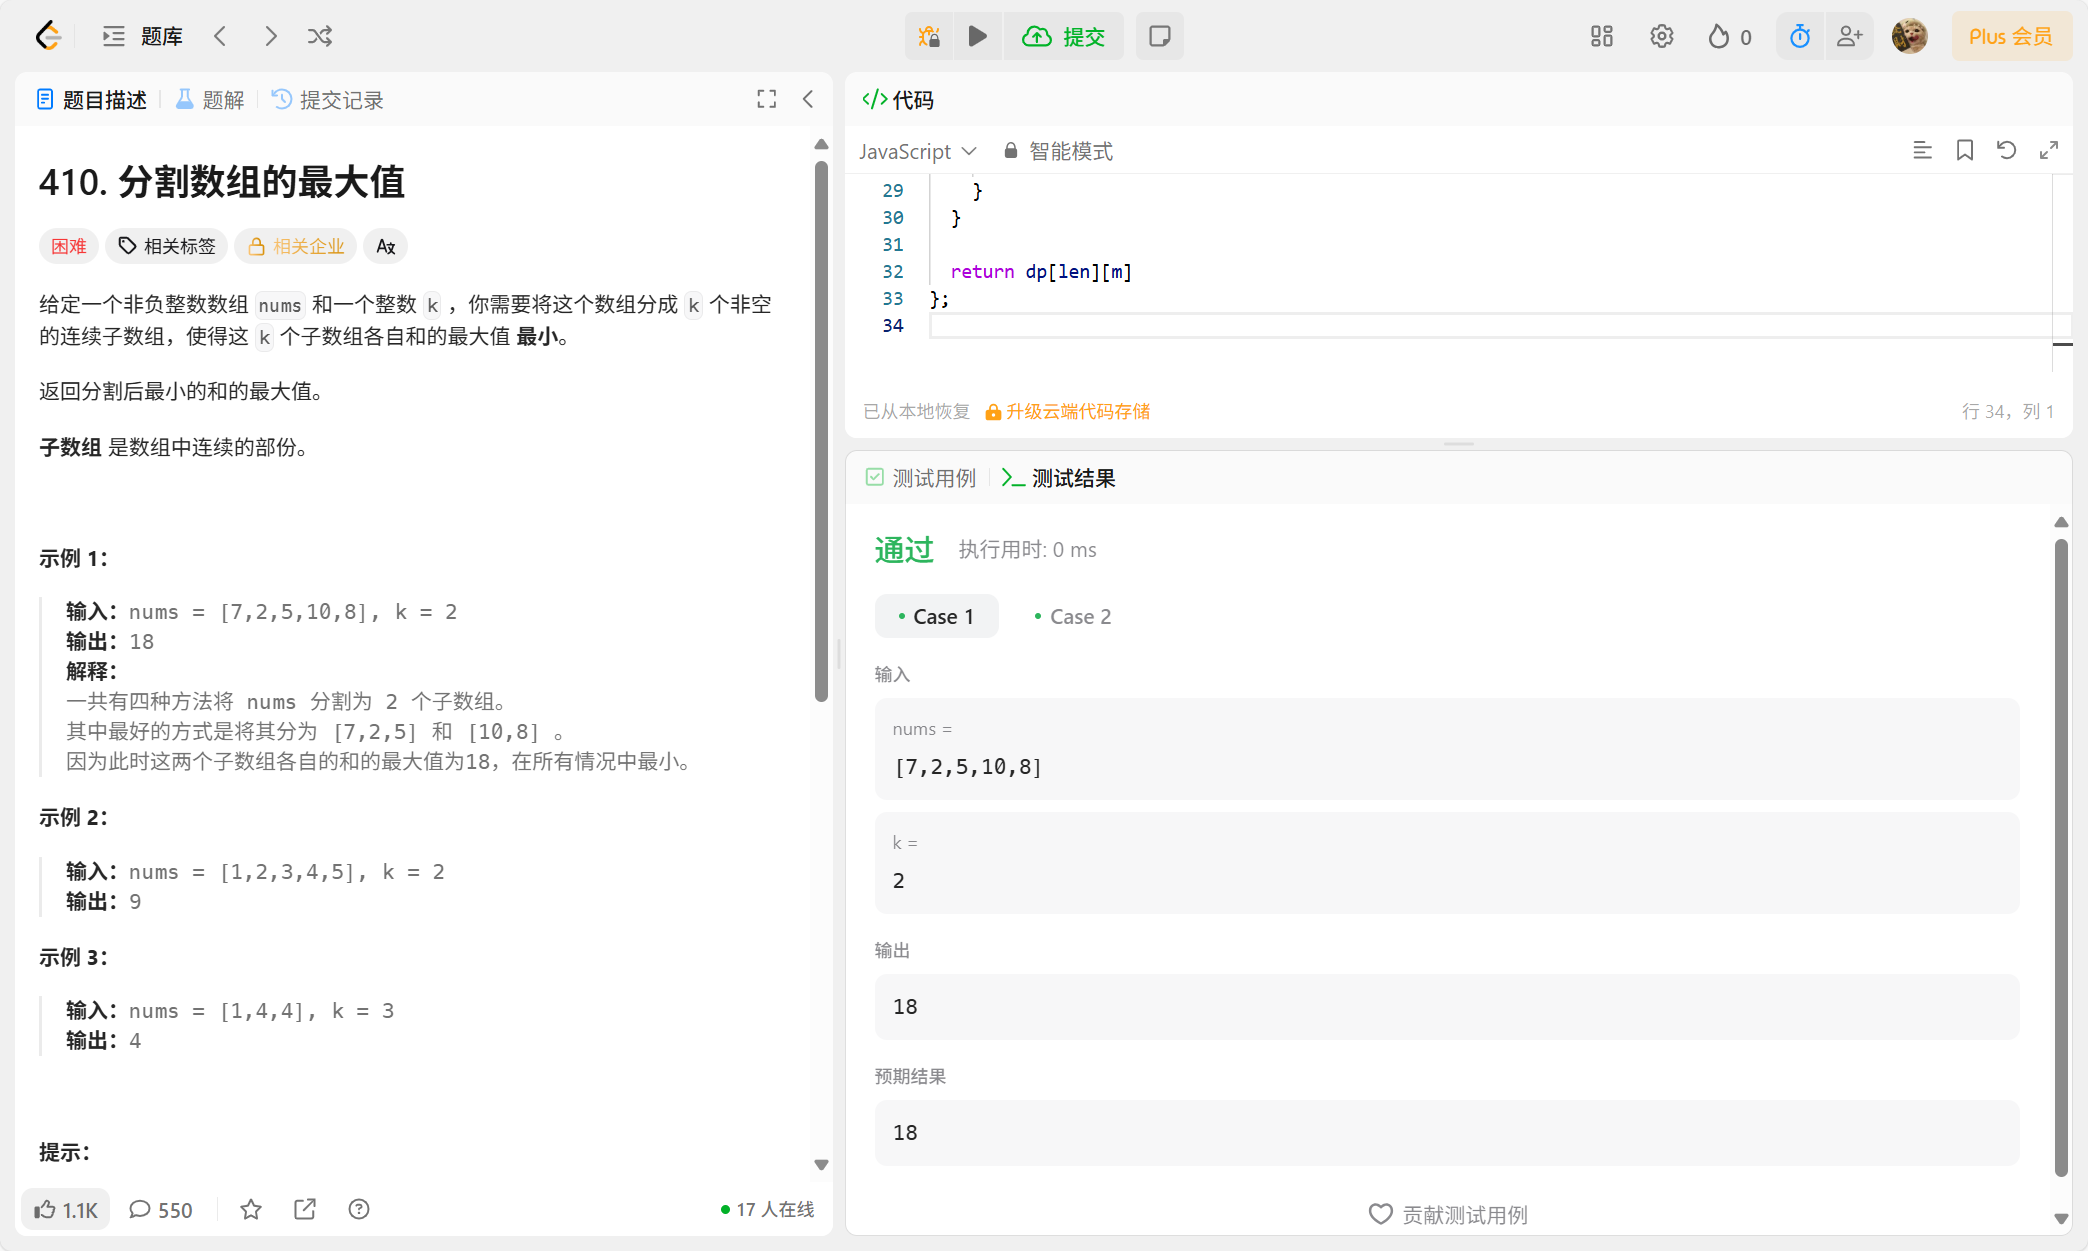 题库
提交
0
Plus 会员
题目描述
题解
提交记录
410. 分割数组的最大值
困难
相关标签
相关企业
给定一个非负整数数组 nums 和一个整数 k ，你需要将这个数组分成 k 个非空
的连续子数组，使得这 k 个子数组各自和的最大值 最小。
返回分割后最小的和的最大值。
子数组 是数组中连续的部份。
示例 1：
输入：nums = [7,2,5,10,8], k = 2
输出：18
解释：
一共有四种方法将 nums 分割为 2 个子数组。
其中最好的方式是将其分为 [7,2,5] 和 [10,8] 。
因为此时这两个子数组各自的和的最大值为18，在所有情况中最小。
示例 2：
输入：nums = [1,2,3,4,5], k = 2
输出：9
示例 3：
输入：nums = [1,4,4], k = 3
输出：4
提示：
1.1K
550
17 人在线
代码
JavaScript
智能模式
29 }
30 }
31
32 return dp[len][m]
33 };
34
已从本地恢复
升级云端代码存储
行 34，列 1
测试用例
测试结果
通过
执行用时: 0 ms
Case 1
Case 2
输入
nums =
[7,2,5,10,8]
k =
2
输出
18
预期结果
18
贡献测试用例